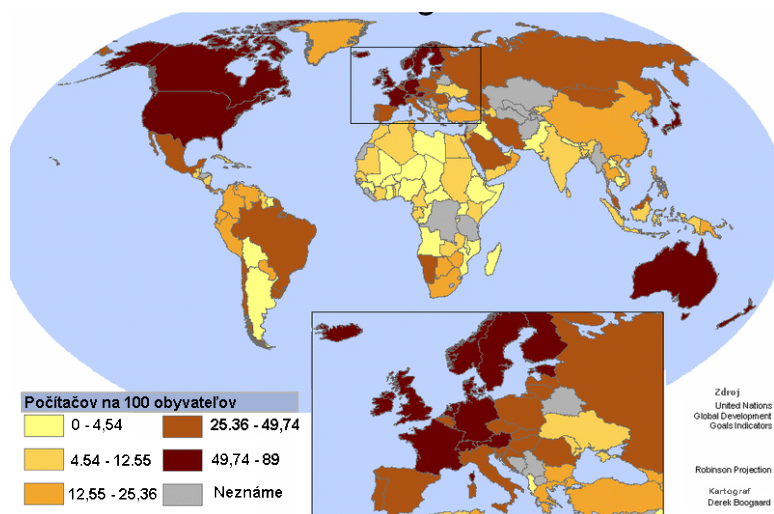 Počítačov na 100 obyvateľov
0 - 4,54
25.36 - 49,74
4.54 - 12.55
49,74 - 89
12,55 - 25,36
Neznáme
Zdroj
United Nations
Global Development
Goals Indicators
Robinson Projection
Kartograf
Derek Boogaard